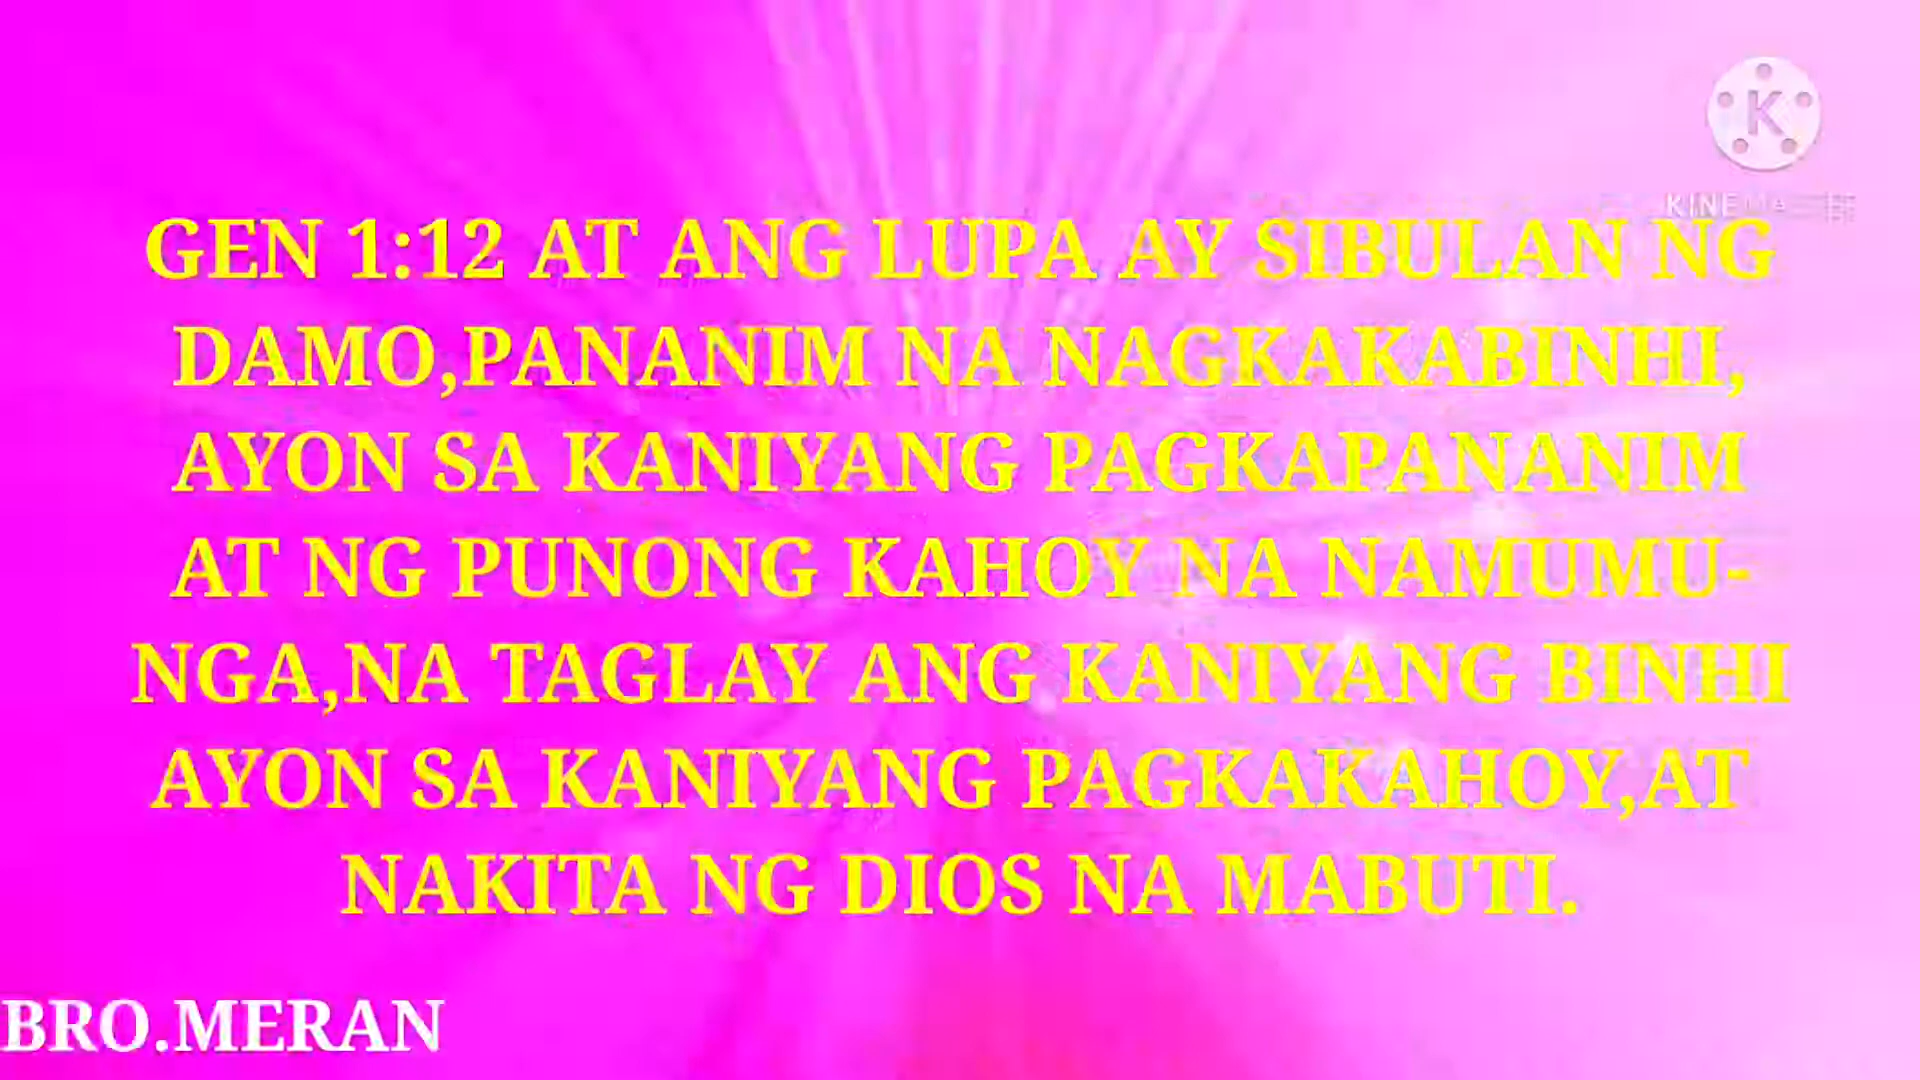 K
KINEMASTER
GEN 1:12 AT ANG LUPA AY SIBULAN NG
DAMO,PANANIM NA NAGKAKABINHI,
AYON SA KANIYANG PAGKAPANANIM
AT NG PUNONG KAHOY NA NAMUMU-
NGA,NA TAGLAY ANG KANIYANG BINHI
AYON SA KANIYANG PAGKAKAHOY,AT
NAKITA NG DIOS NA MABUTI.
BRO.MERAN